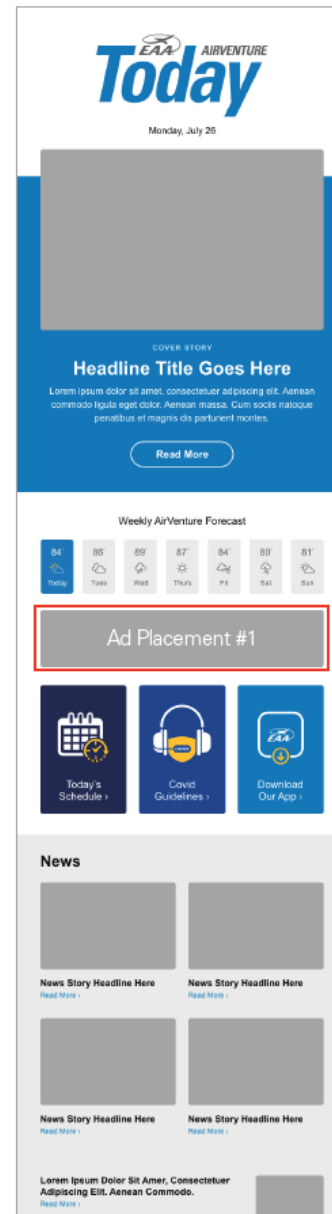 EAA AIRVENTURE
Today
Monday, July 26
COVER STORY
Headline Title Goes Here
Lorem ipsum dolor sit amet, consectetuer adipiscing elit. Aenean
commodo ligula eget dolor. Aenean massa. Cum sociis natoque
penatibus et magnis dis parturient montes.
Read More
Weekly AirVenture Forecast
84° 86° 89° 87° 84° 80° 81°
Today Tues Wed Thurs Fri Sat Sun
Ad Placement #1
EAA
Today's Covid Download
Schedule › Guidelines › Our App ›
News
News Story Headline Here News Story Headline Here
Read More › Read More ›
News Story Headline Here News Story Headline Here
Read More › Read More ›
Lorem Ipsum Dolor Sit Amer, Consectetuer
Adipiscing Elit. Aenean Commodo.
Read More ›